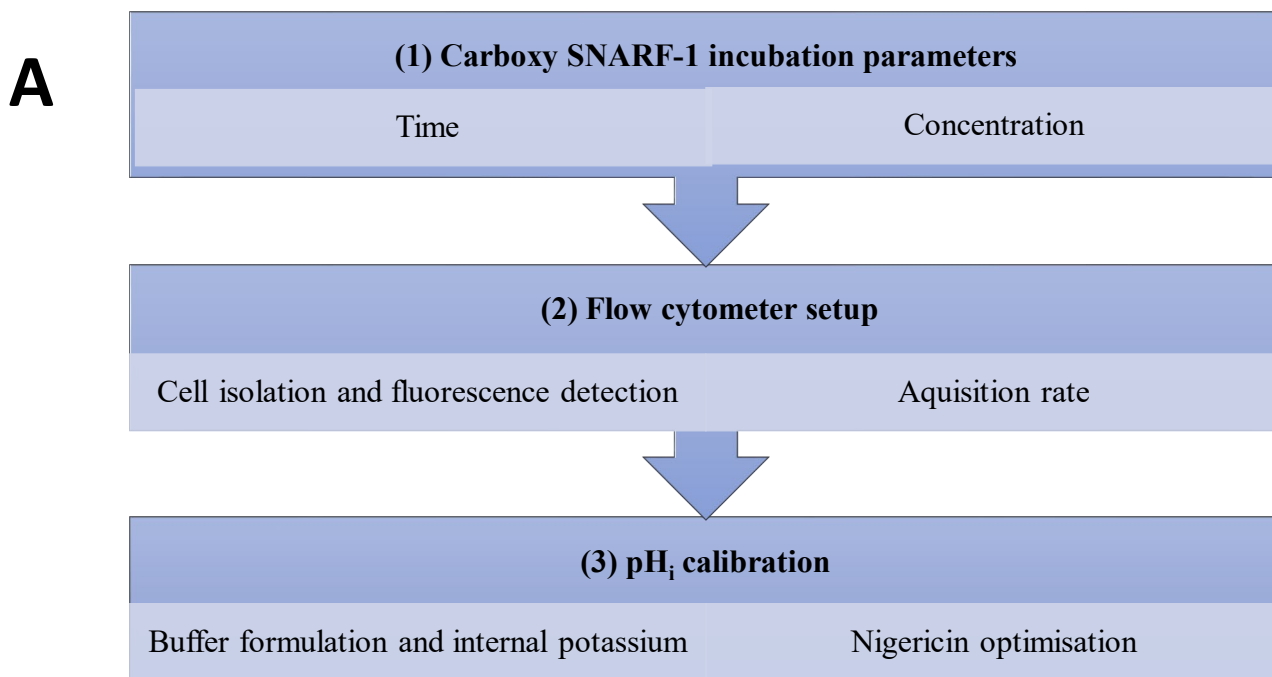 A
(1) Carboxy SNARF-1 incubation parameters
Time
Concentration
(2) Flow cytometer setup
Cell isolation and fluorescence detection
Aquisition rate
(3) pHi calibration
Buffer formulation and internal potassium
Nigericin optimisation